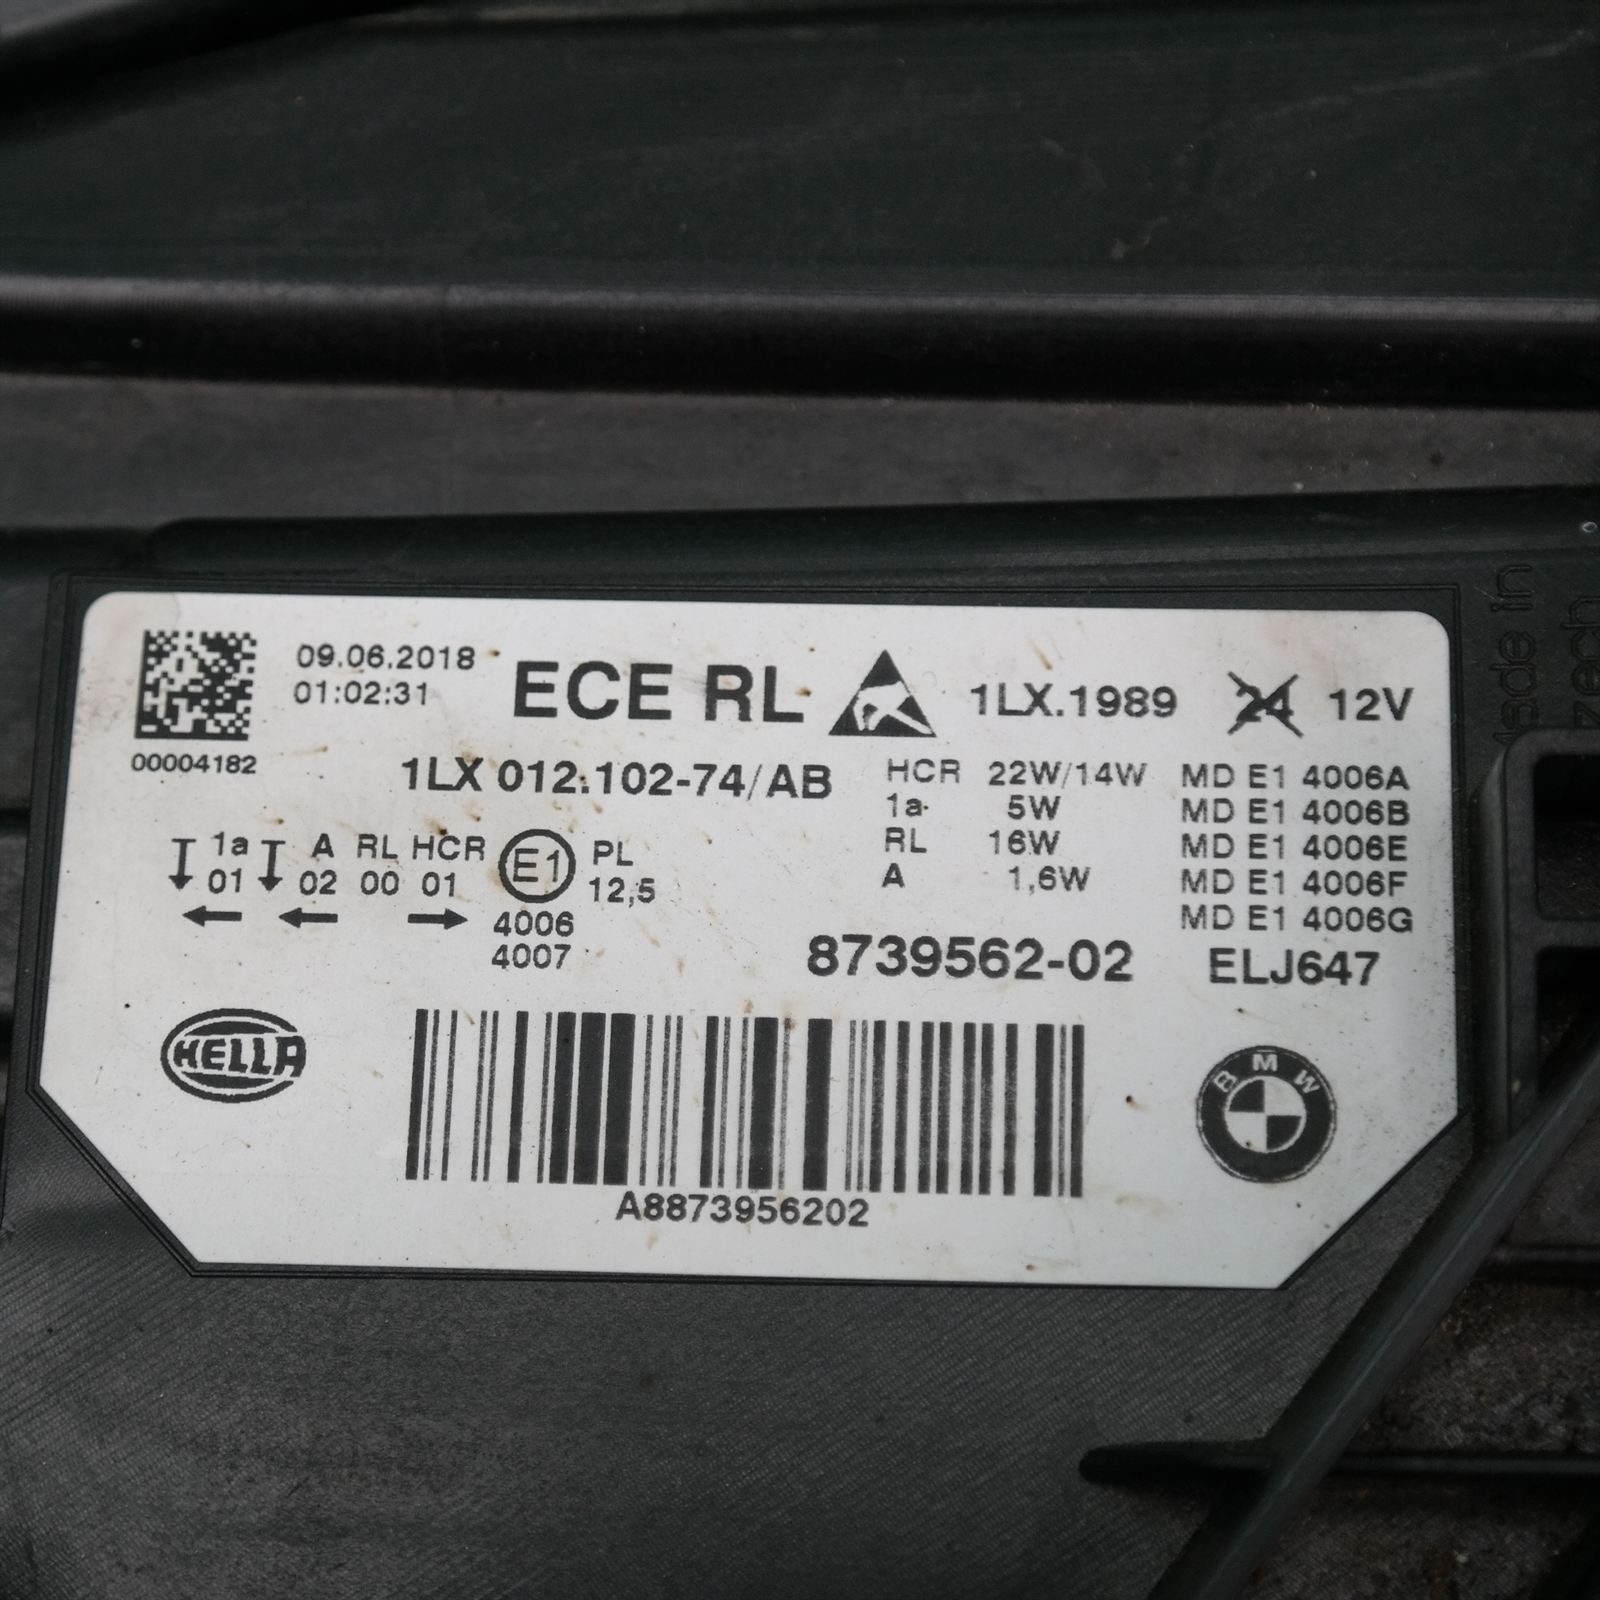 made in
zech
09.06.2018
01:02:31
00004182
ECE RL
1LX.1989
24 12V
1LX 012.102-74/AB
HCR 22W/14W MD E1 4006A
1a 5W MD E1 4006B
RL 16W MD E1 4006E
A 1,6W MD E1 4006F
MD E1 4006G
1a A RL HCR E1 PL
01 02 00 01 12,5
4006
4007
8739562-02 ELJ647
HELLA
BMW
A8873956202